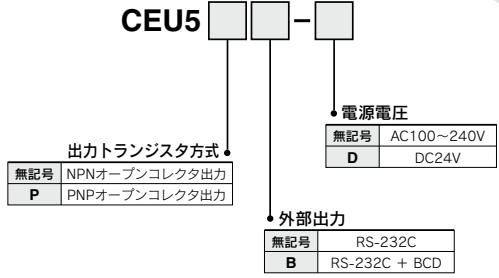 CEU5 −
電源電圧
無記号 AC100～240V
D DC24V
出力トランジスタ方式
無記号 NPNオープンコレクタ出力
P PNPオープンコレクタ出力
外部出力
無記号 RS-232C
B RS-232C + BCD